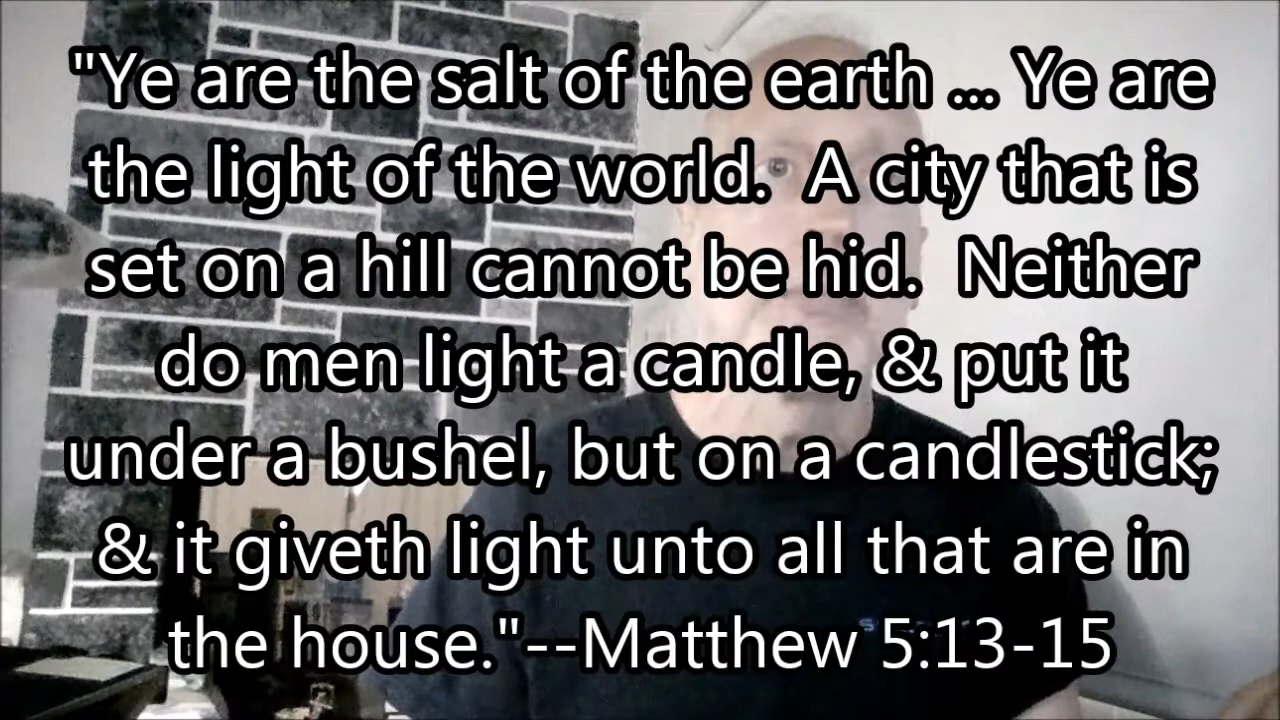 "Ye are the salt of the earth ... Ye are
the light of the world.  A city that is
set on a hill cannot be hid.  Neither
do men light a candle, & put it
under a bushel, but on a candlestick;
& it giveth light unto all that are in
the house."--Matthew 5:13-15